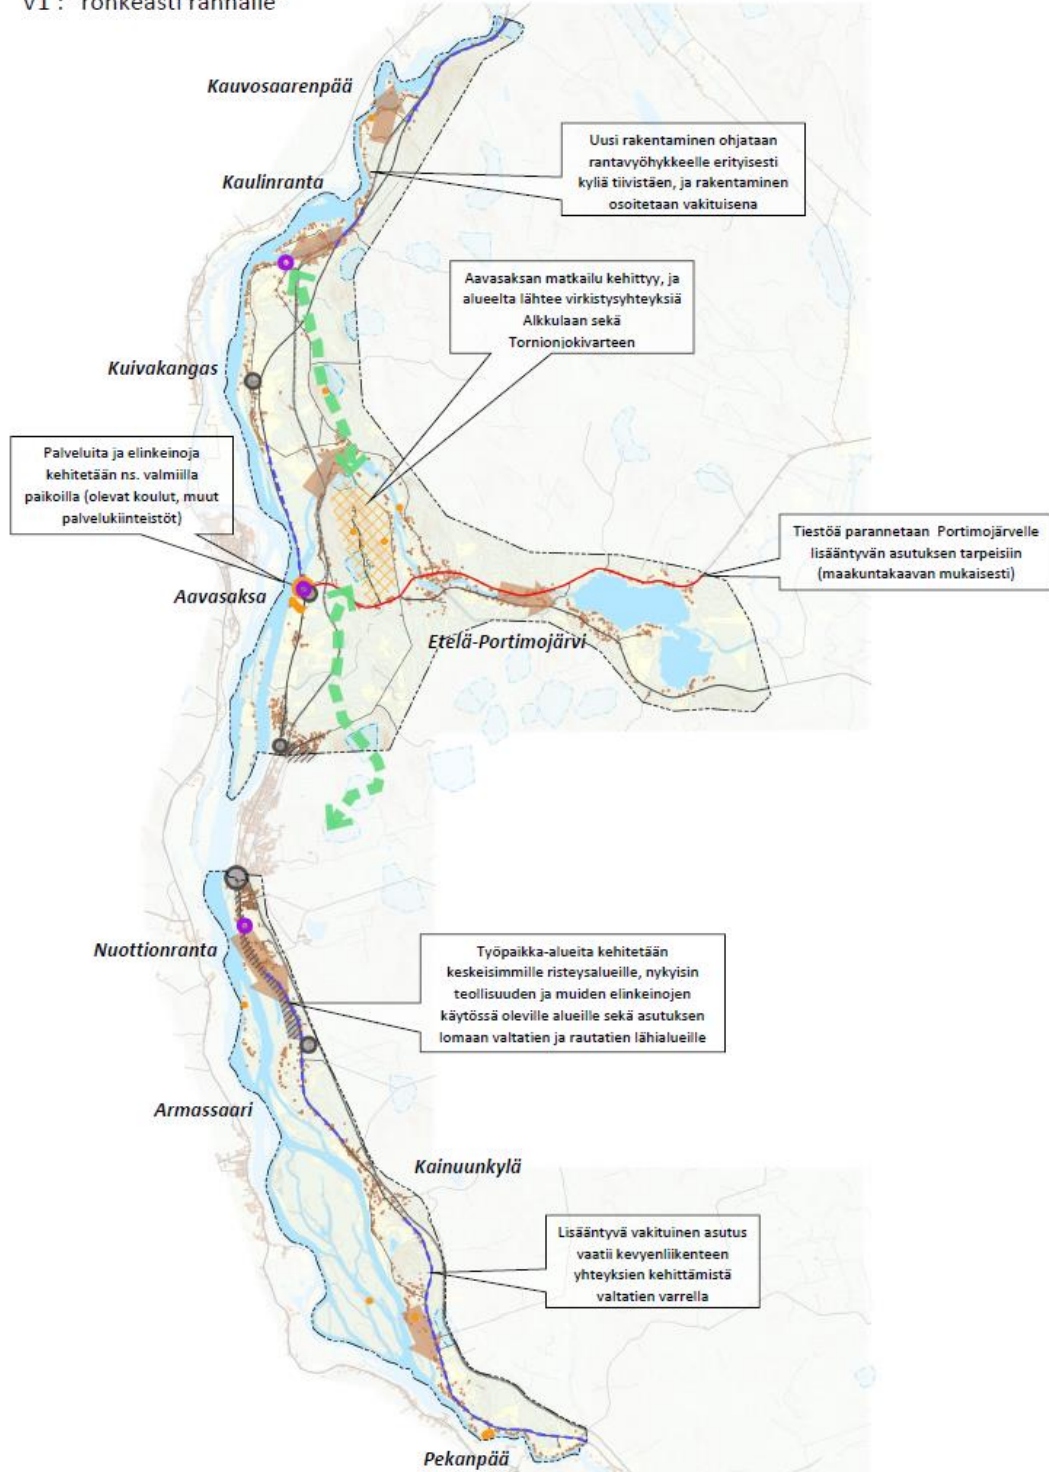 V1 : "rohkeasti rannalle"
Kauvosaarenpää
Uusi rakentaminen ohjataan
rantavyöhykkeelle erityisesti
kyliä tiivistäen, ja rakentaminen
osoitetaan vakituisena
Kaulinranta
Aavasaksan matkailu kehittyy, ja
alueelta lähtee virkistysyhteyksiä
Alkkulaan sekä
Tornionjokivarteen
Kuivakangas
Palveluita ja elinkeinoja
kehitetään ns. valmiilla
paikoilla (olevat koulut, muut
palvelukiinteistöt)
Tiestöä parannetaan Portimojärvelle
lisääntyvän asutuksen tarpeisiin
(maakuntakaavan mukaisesti)
Aavasaksa
Etelä-Portimojärvi
Nuottionranta
Työpaikka-alueita kehitetään
keskeisimmille risteysalueille, nykyisin
teollisuuden ja muiden elinkeinojen
käytössä oleville alueille sekä asutuksen
lomaan valtatien ja rautatien lähialueille
Armassaari
Kainuunkylä
Lisääntyvä vakituinen asutus
vaatii kevyenliikenteen
yhteyksien kehittämistä
valtatien varrella
Pekanpää